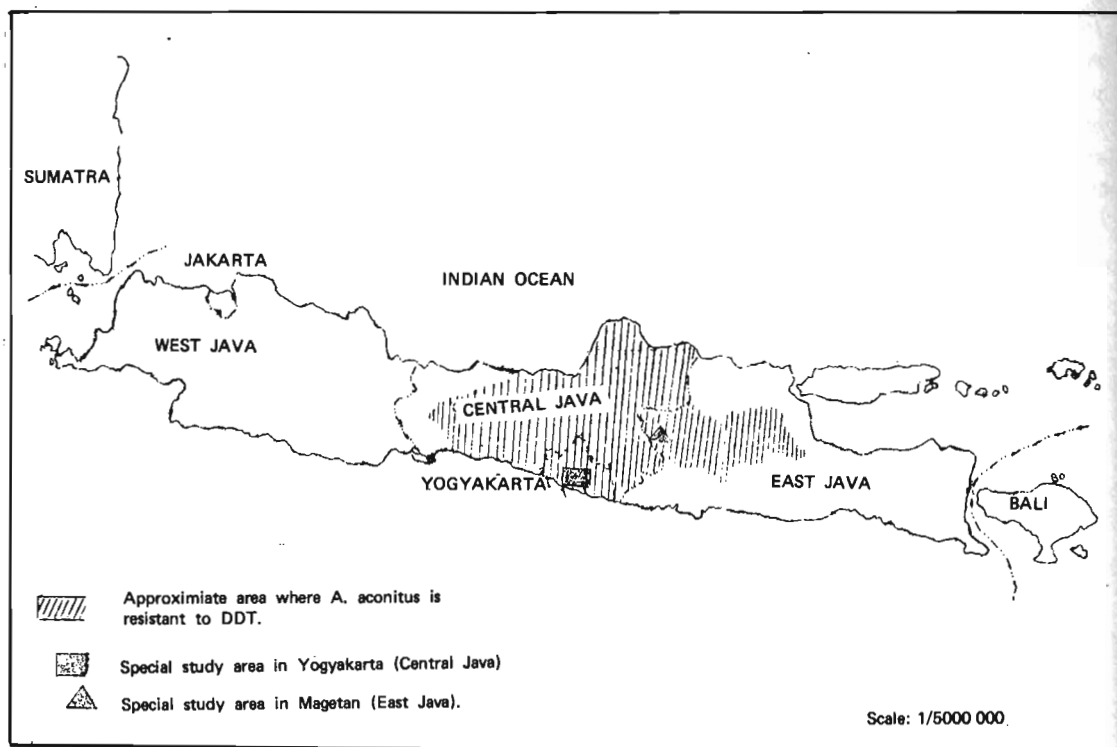 SUMATRA
JAKARTA
INDIAN OCEAN
WEST JAVA
CENTRAL JAVA
YOGYAKARTA
EAST JAVA
BALI
Approximiate area where A. aconitus is
resistant to DDT.
Special study area in Yogyakarta (Central Java)
Special study area in Magetan (East Java).
Scale: 1/5000 000